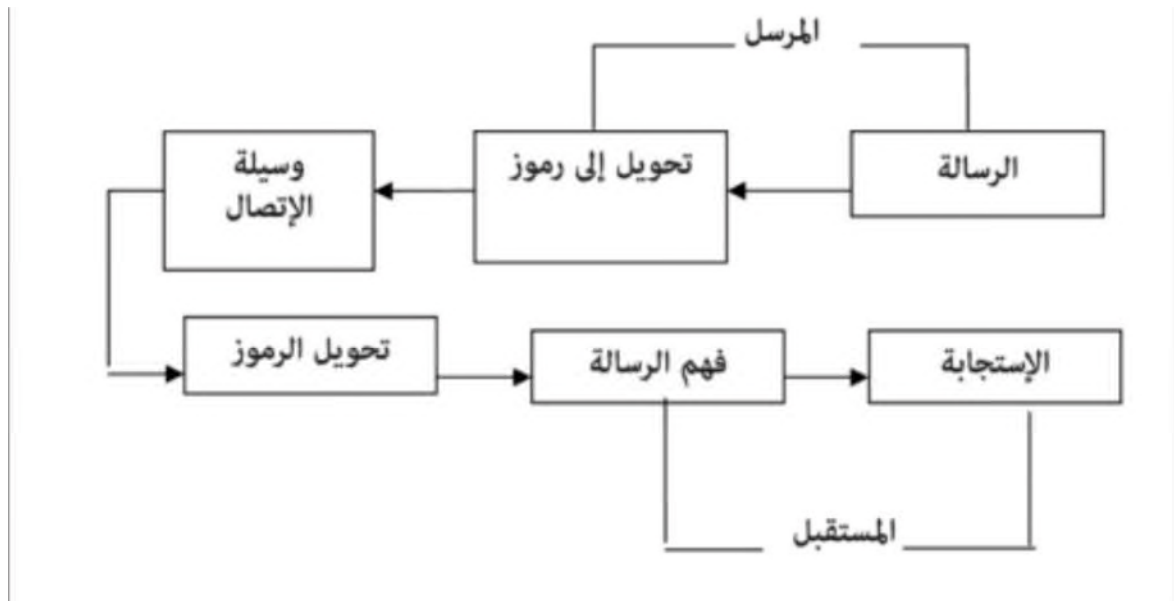 المرسل
الرسالة
تحويل إلى رموز
وسيلة
الإتصال
تحويل الرموز
فهم الرسالة
الإستجابة
المستقبل